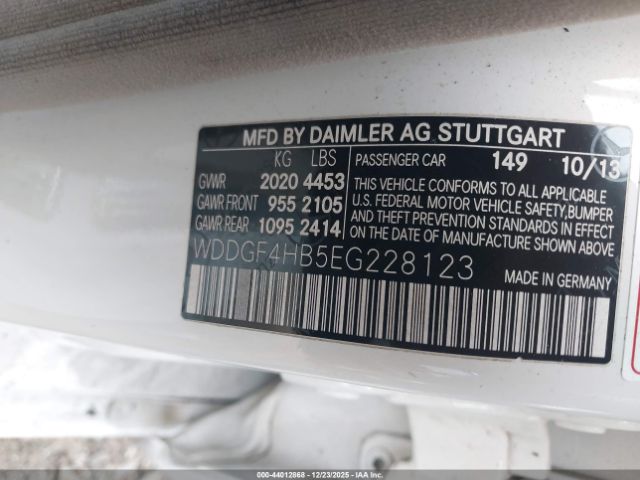 MFD BY DAIMLER AG STUTTGART
KG LBS
GVWR 2020 4453
GAWR FRONT 955 2105
GAWR REAR 1095 2414
PASSENGER CAR 149 10/13
THIS VEHICLE CONFORMS TO ALL APPLICABLE
U.S. FEDERAL MOTOR VEHICLE SAFETY, BUMPER
AND THEFT PREVENTION STANDARDS IN EFFECT
ON THE DATE OF MANUFACTURE SHOWN ABOVE.
WDDGF4HB5EG228123
MADE IN GERMANY
000-44012868 • 12/23/2025 • IAAI.COM